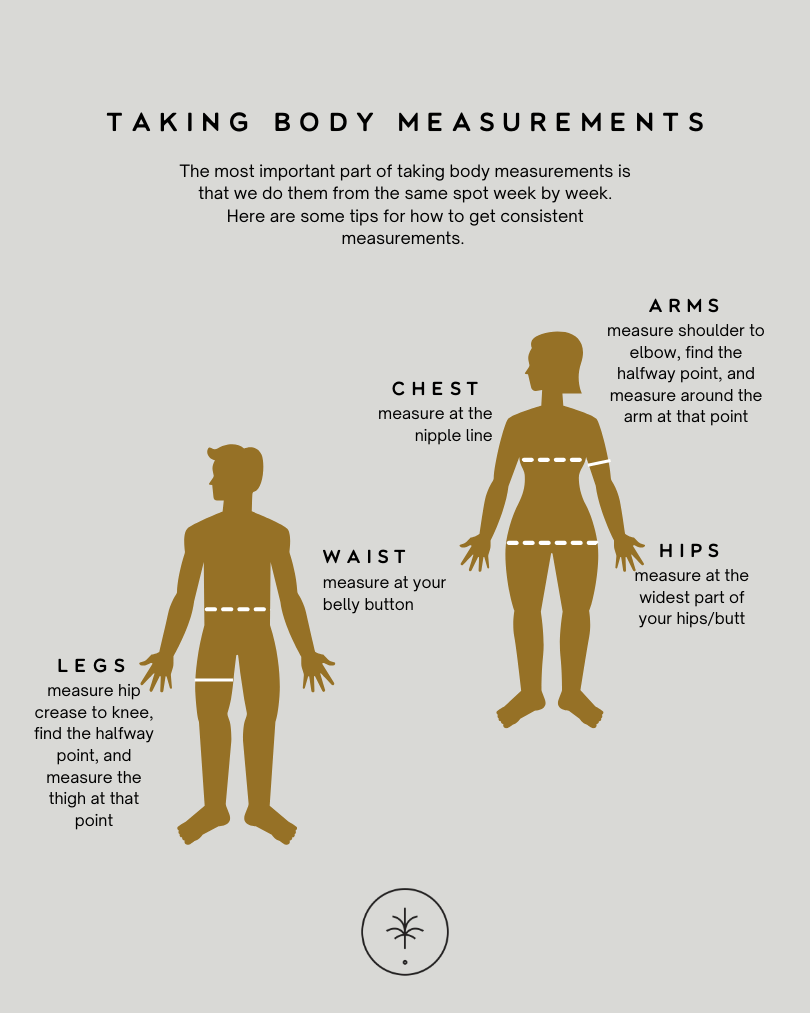 TAKING BODY MEASUREMENTS
The most important part of taking body measurements is
that we do them from the same spot week by week.
Here are some tips for how to get consistent
measurements.
ARMS
measure shoulder to
elbow, find the
halfway point, and
measure around the
arm at that point
CHEST
measure at the
nipple line
WAIST
measure at your
belly button
HIPS
measure at the
widest part of
your hips/butt
LEGS
measure hip
crease to knee,
find the halfway
point, and
measure the
thigh at that
point